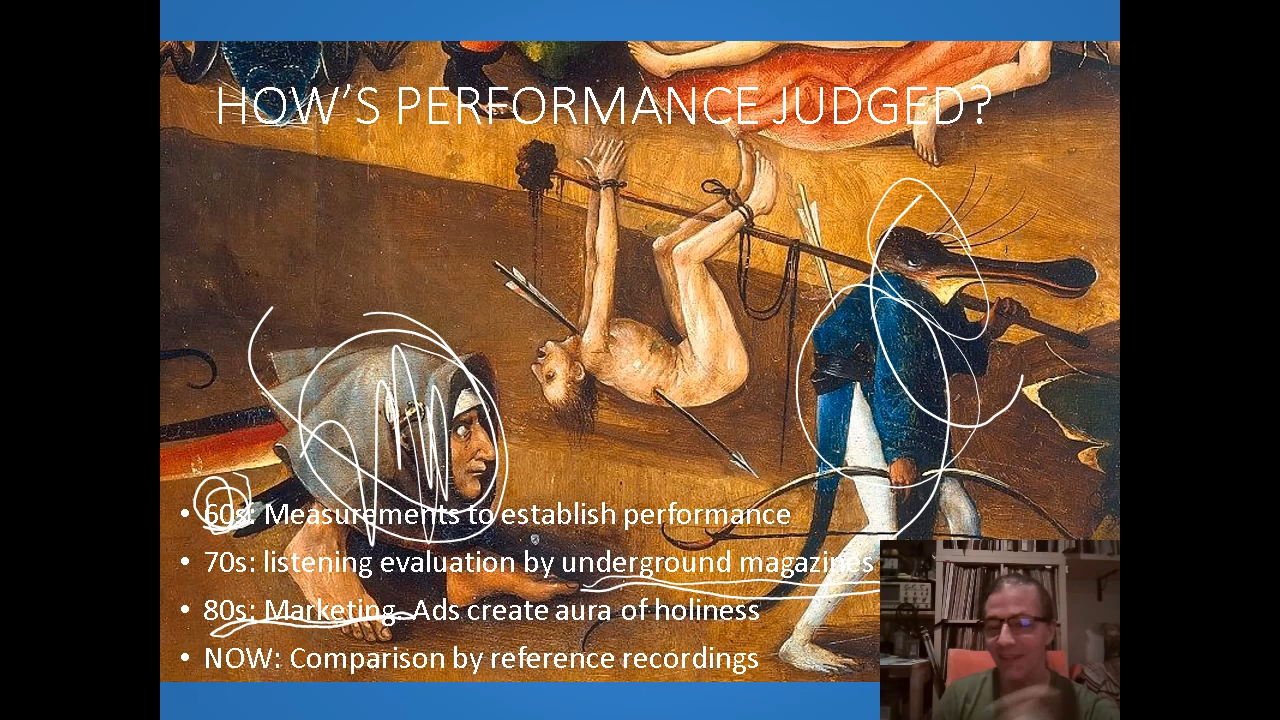 HOW'S PERFORMANCE JUDGED?
• 60s: Measurements to establish performance
• 70s: listening evaluation by underground magazines
• 80s: Marketing. Ads create aura of holiness
• NOW: Comparison by reference recordings